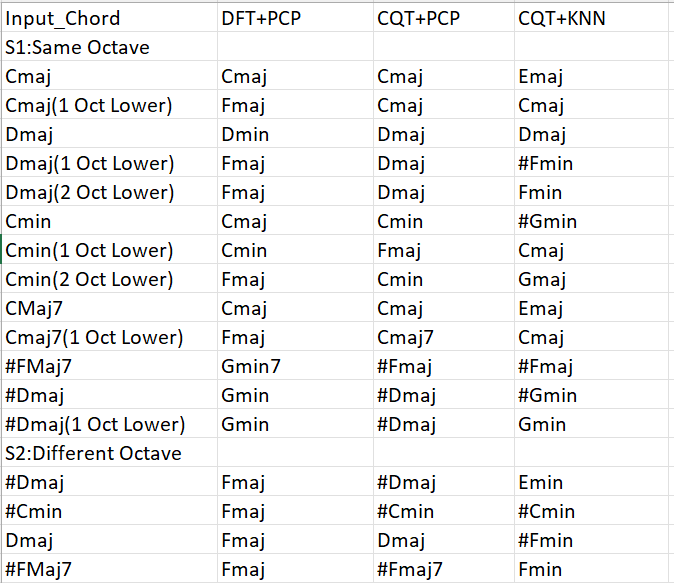 Input_Chord DFT+PCP CQT+PCP CQT+KNN
S1:Same Octave
Cmaj Cmaj Cmaj Emaj
Cmaj(1 Oct Lower) Fmaj Cmaj Cmaj
Dmaj Dmin Dmaj Dmaj
Dmaj(1 Oct Lower) Fmaj Dmaj #Fmin
Dmaj(2 Oct Lower) Fmaj Dmaj Fmin
Cmin Cmaj Cmin #Gmin
Cmin(1 Oct Lower) Cmin Fmaj Cmaj
Cmin(2 Oct Lower) Fmaj Cmin Gmaj
CMaj7 Cmaj Cmaj Emaj
Cmaj7(1 Oct Lower) Fmaj Cmaj7 Cmaj
#FMaj7 Gmin7 #Fmaj #Fmaj
#Dmaj Gmin #Dmaj #Gmin
#Dmaj(1 Oct Lower) Gmin #Dmaj Gmin
S2:Different Octave
#Dmaj Fmaj #Dmaj Emin
#Cmin Fmaj #Cmin #Cmin
Dmaj Fmaj Dmaj #Fmin
#FMaj7 Fmaj #Fmaj7 Fmin